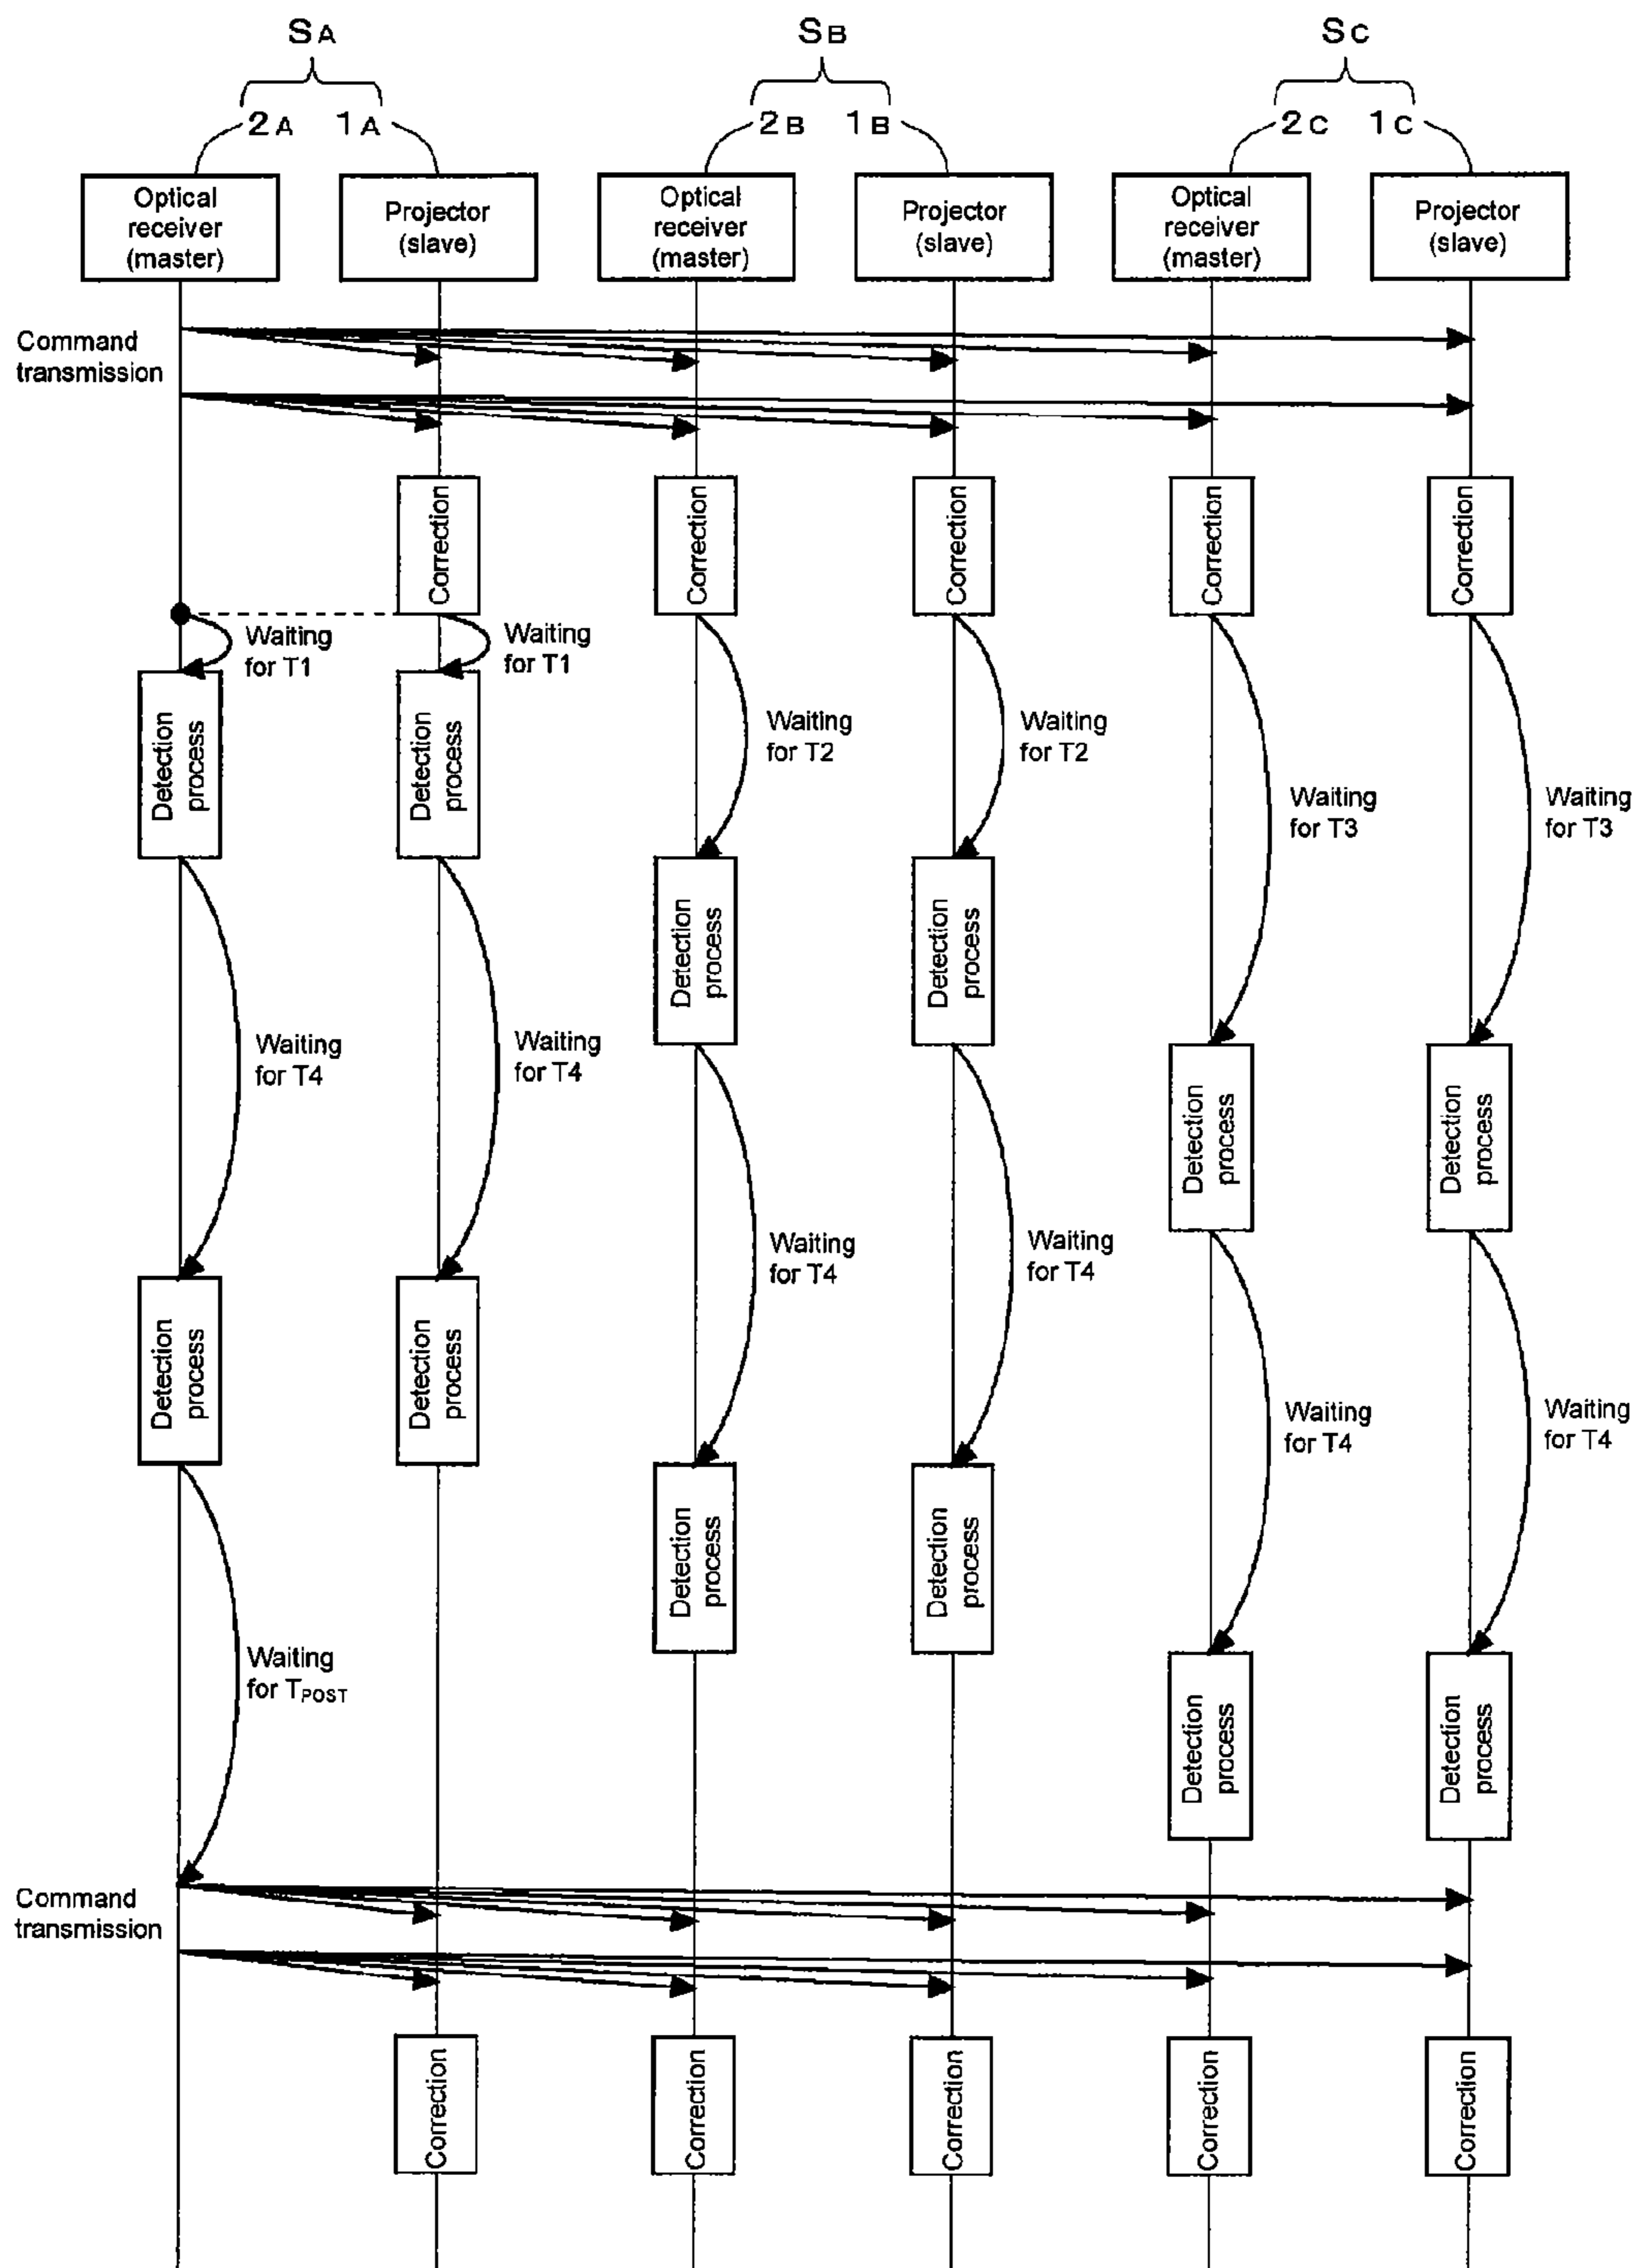 SA SB SC
2A 1A 2B 1B 2C 1C
Optical
receiver
(master)
Projector
(slave)
Optical
receiver
(master)
Projector
(slave)
Optical
receiver
(master)
Projector
(slave)
Command
transmission
Correction
Correction
Correction
Correction
Correction
Waiting
for T1
Waiting
for T1
Detection
process
Detection
process
Waiting
for T2
Waiting
for T2
Waiting
for T3
Waiting
for T3
Detection
process
Detection
process
Waiting
for T4
Waiting
for T4
Detection
process
Detection
process
Waiting
for T4
Waiting
for T4
Detection
process
Detection
process
Waiting
for T4
Waiting
for T4
Detection
process
Detection
process
Waiting
for TPOST
Detection
process
Detection
process
Command
transmission
Correction
Correction
Correction
Correction
Correction